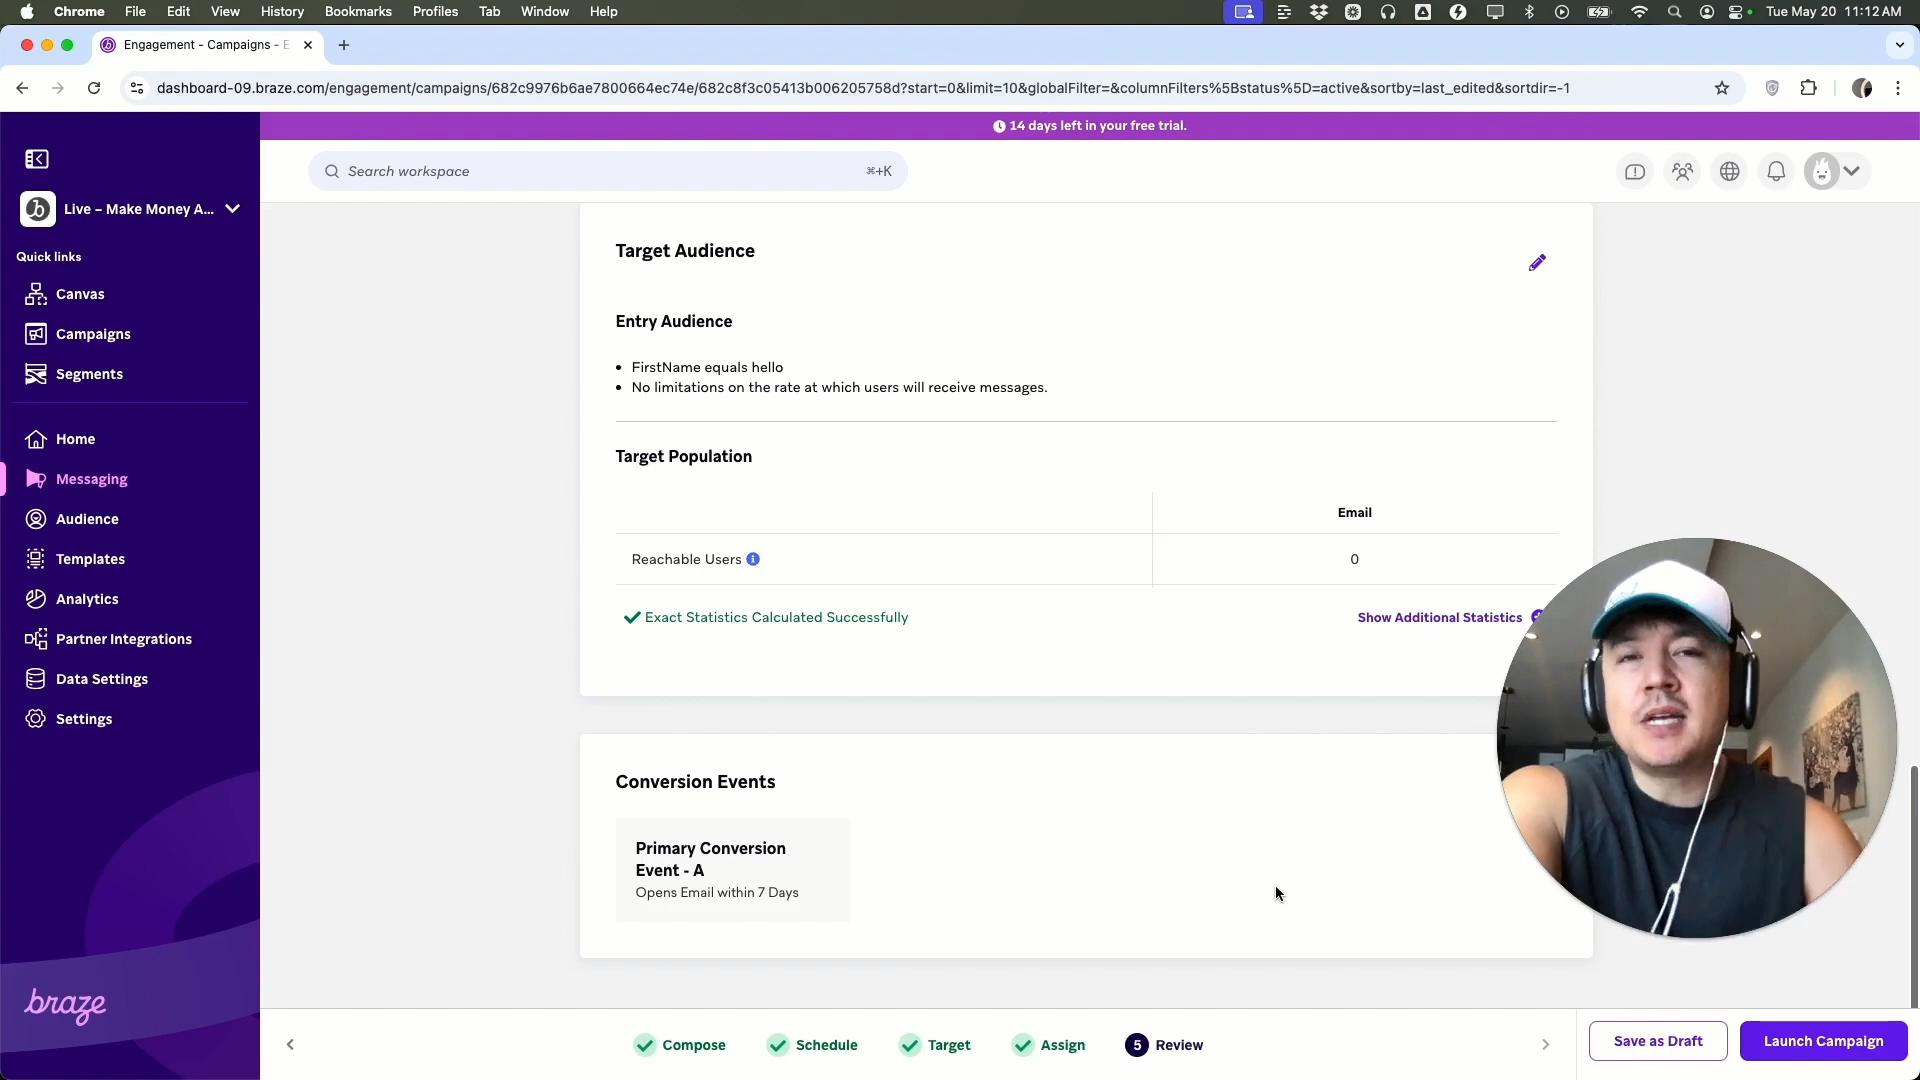 Chrome File Edit View History Bookmarks Profiles Tab Window Help Tue May 20 11:12 AM
Engagement - Campaigns - E
dashboard-09.braze.com/engagement/campaigns/682c9976b6ae7800664ec74e/682c8f3c05413b006205758d?start=0&limit=10&globalFilter=&columnFilters%5Bstatus%5D=active&sortby=last_edited&sortdir=-1
14 days left in your free trial.
Search workspace ⌘+K
Live – Make Money A...
Quick links
Canvas
Campaigns
Segments
Home
Messaging
Audience
Templates
Analytics
Partner Integrations
Data Settings
Settings
braze
Target Audience
Entry Audience
• FirstName equals hello
• No limitations on the rate at which users will receive messages.
Target Population
Email
Reachable Users 0
Exact Statistics Calculated Successfully
Show Additional Statistics
Conversion Events
Primary Conversion
Event - A
Opens Email within 7 Days
Compose Schedule Target Assign 5 Review
Save as Draft Launch Campaign